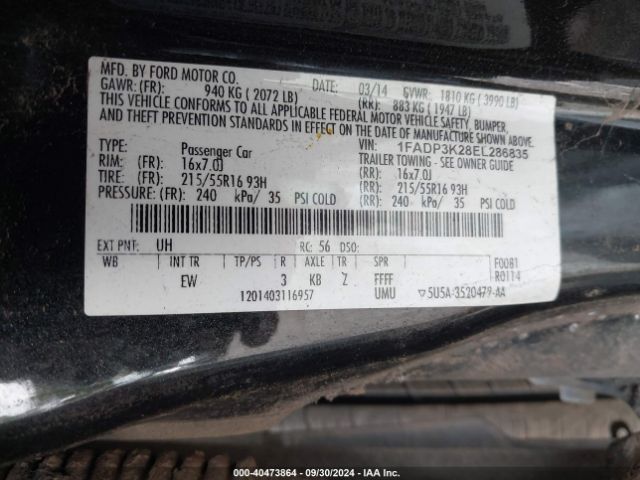 MFD. BY FORD MOTOR CO. DATE: 03/14 GVWR: 1810 KG ( 3990 LB)
GAWR: (FR): 940 KG ( 2072 LB) (RR): 883 KG ( 1947 LB)
THIS VEHICLE CONFORMS TO ALL APPLICABLE FEDERAL MOTOR VEHICLE SAFETY, BUMPER,
AND THEFT PREVENTION STANDARDS IN EFFECT ON THE DATE OF MANUFACTURE SHOWN ABOVE.
VIN: 1FADP3K28EL286835
TYPE: Passenger Car TRAILER TOWING - SEE OWNER GUIDE
RIM: (FR): 16x7.0J (RR): 16x7.0J
TIRE: (FR): 215/55R16 93H (RR): 215/55R16 93H
PRESSURE: (FR): 240 kPa/ 35 PSI COLD (RR): 240 kPa/ 35 PSI COLD
EXT PNT: UH RC: 56 DSO:
WB INT TR TP/PS R AXLE TR SPR F0081
EW 3 KB Z FFFF R0114
1201403116957 UMU ▽5U5A-3520479-AA
000-40473864 - 09/30/2024 - IAA Inc.